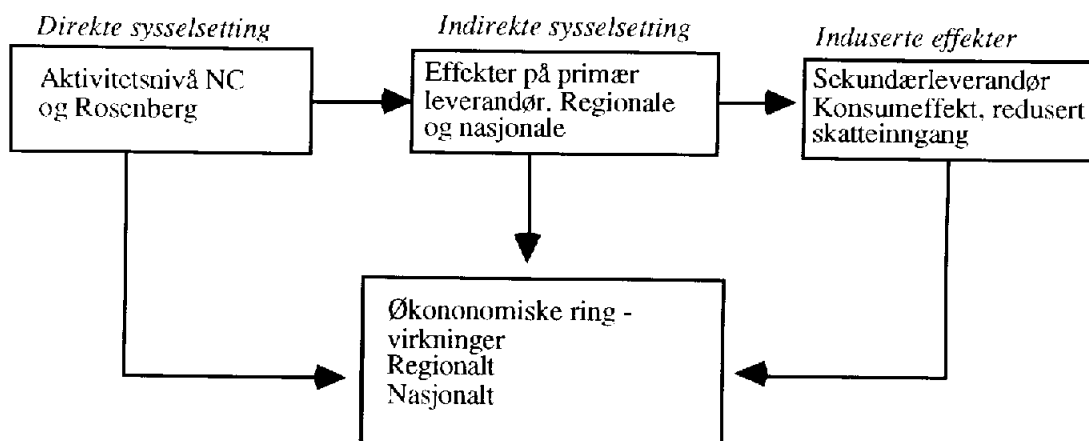 Direkte sysselsetting
Aktivitetsnivå NC
og Rosenberg
Indirekte sysselsetting
Effekter på primær
leverandør. Regionale
og nasjonale
Induserte effekter
Sekundærleverandør
Konsumeffekt, redusert
skatteinngang
Økononomiske ring -
virkninger
Regionalt
Nasjonalt